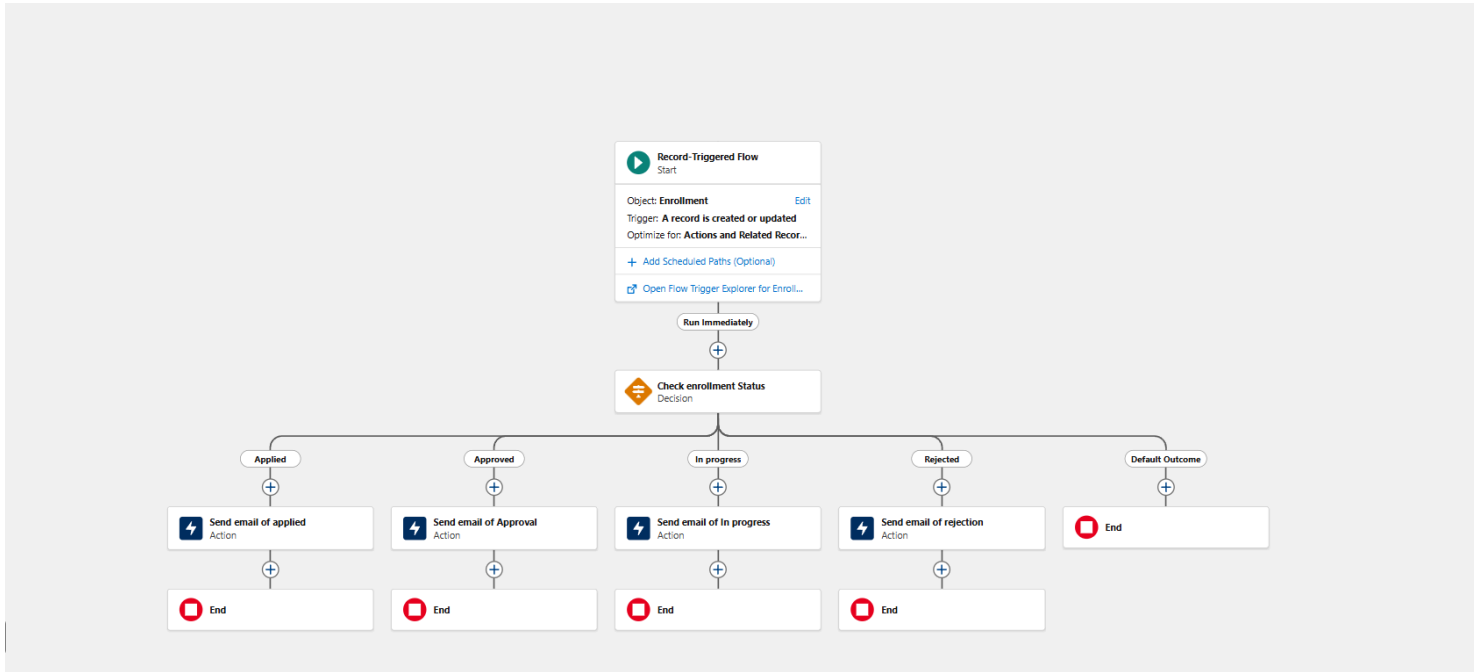 Record-Triggered Flow
Start
Object: Enrollment Edit
Trigger: A record is created or updated
Optimize for: Actions and Related Recor...
Add Scheduled Paths (Optional)
Open Flow Trigger Explorer for Enroll...
Run Immediately
Check enrollment Status
Decision
Applied Approved In progress Rejected Default Outcome
Send email of applied Send email of Approval Send email of In progress Send email of rejection End
Action Action Action Action
End End End End